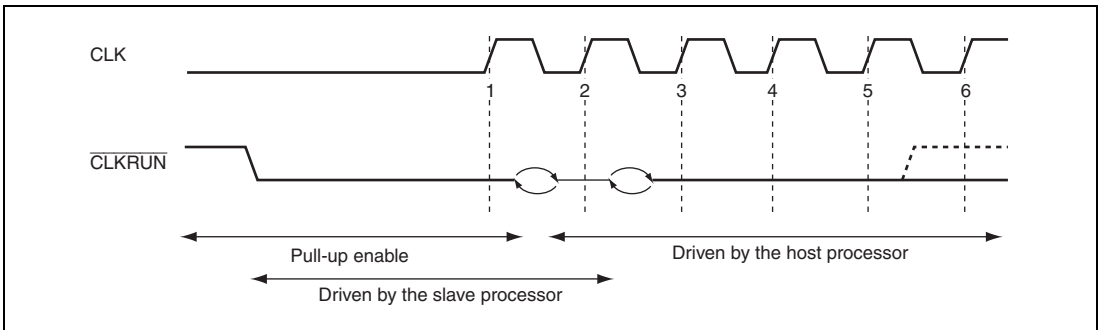 CLK
1 2 3 4 5 6
CLKRUN
Pull-up enable
Driven by the host processor
Driven by the slave processor